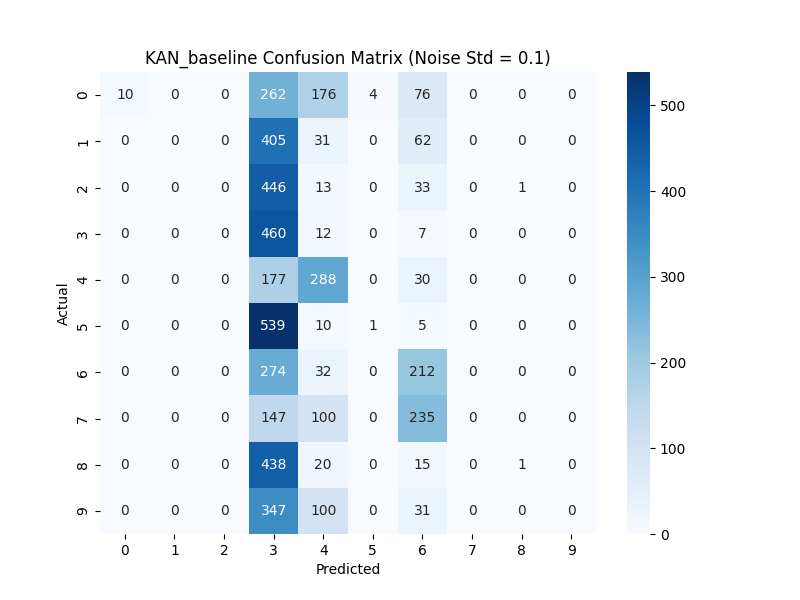 KAN_baseline Confusion Matrix (Noise Std = 0.1)
0 10 0 0 262 176 4 76 0 0 0
1 0 0 0 405 31 0 62 0 0 0
2 0 0 0 446 13 0 33 0 1 0
3 0 0 0 460 12 0 7 0 0 0
4 0 0 0 177 288 0 30 0 0 0
5 0 0 0 539 10 1 5 0 0 0
6 0 0 0 274 32 0 212 0 0 0
7 0 0 0 147 100 0 235 0 0 0
8 0 0 0 438 20 0 15 0 1 0
9 0 0 0 347 100 0 31 0 0 0
0 1 2 3 4 5 6 7 8 9
Predicted
Actual
500
400
300
200
100
0